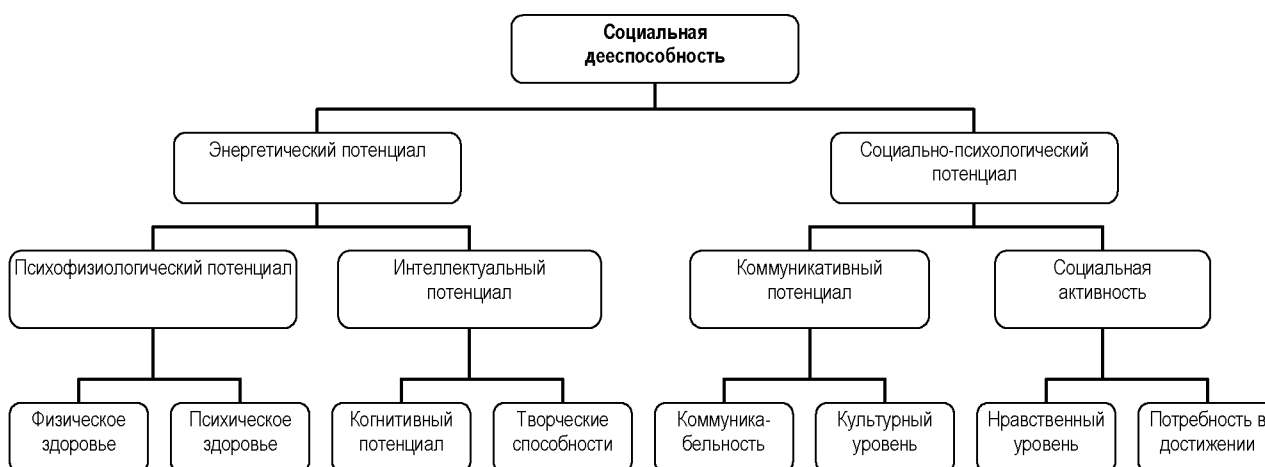 Социальная
дееспособность
Энергетический потенциал
Социально-психологический
потенциал
Психофизиологический потенциал
Интеллектуальный
потенциал
Коммуникативный
потенциал
Социальная
активность
Физическое
здоровье
Психическое
здоровье
Когнитивный
потенциал
Творческие
способности
Коммуника-
бельность
Культурный
уровень
Нравственный
уровень
Потребность в
достижении